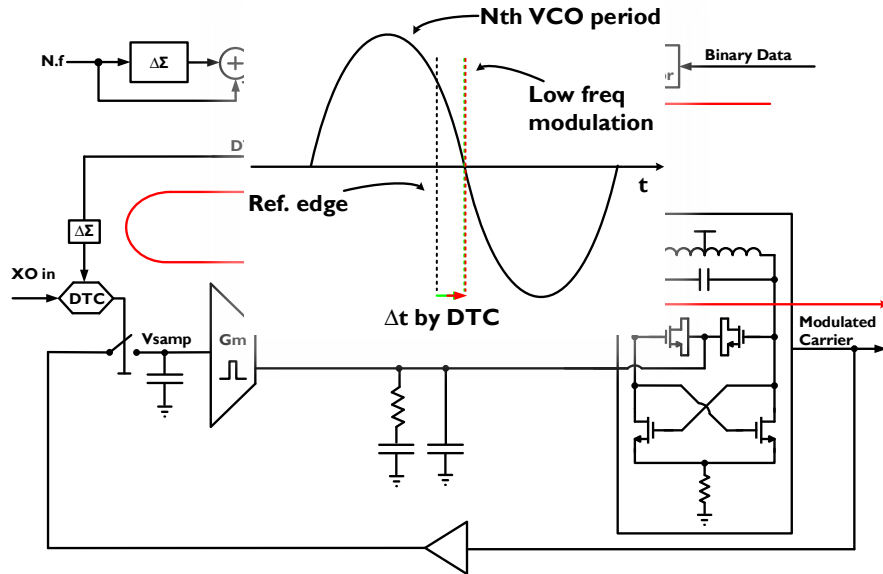 Nth VCO period
N.f
ΔΣ
+
Binary Data
Low freq
modulation
t
Ref. edge
ΔΣ
XO in
DTC
Δt by DTC
Vsamp
Gm
Modulated
Carrier